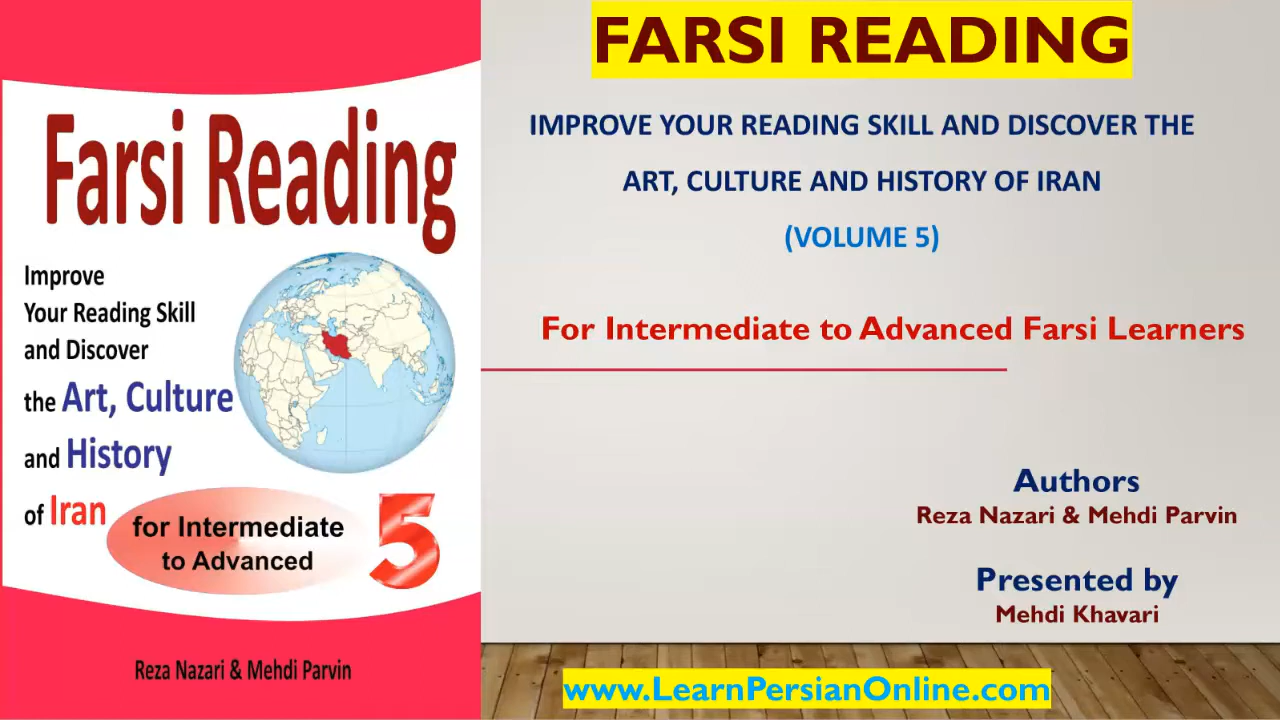 Farsi Reading
Improve
Your Reading Skill
and Discover
the Art, Culture
and History
of Iran
for Intermediate
to Advanced
5
Reza Nazari & Mehdi Parvin
FARSI READING
IMPROVE YOUR READING SKILL AND DISCOVER THE
ART, CULTURE AND HISTORY OF IRAN
(VOLUME 5)
For Intermediate to Advanced Farsi Learners
Authors
Reza Nazari & Mehdi Parvin
Presented by
Mehdi Khavari
www.LearnPersianOnline.com